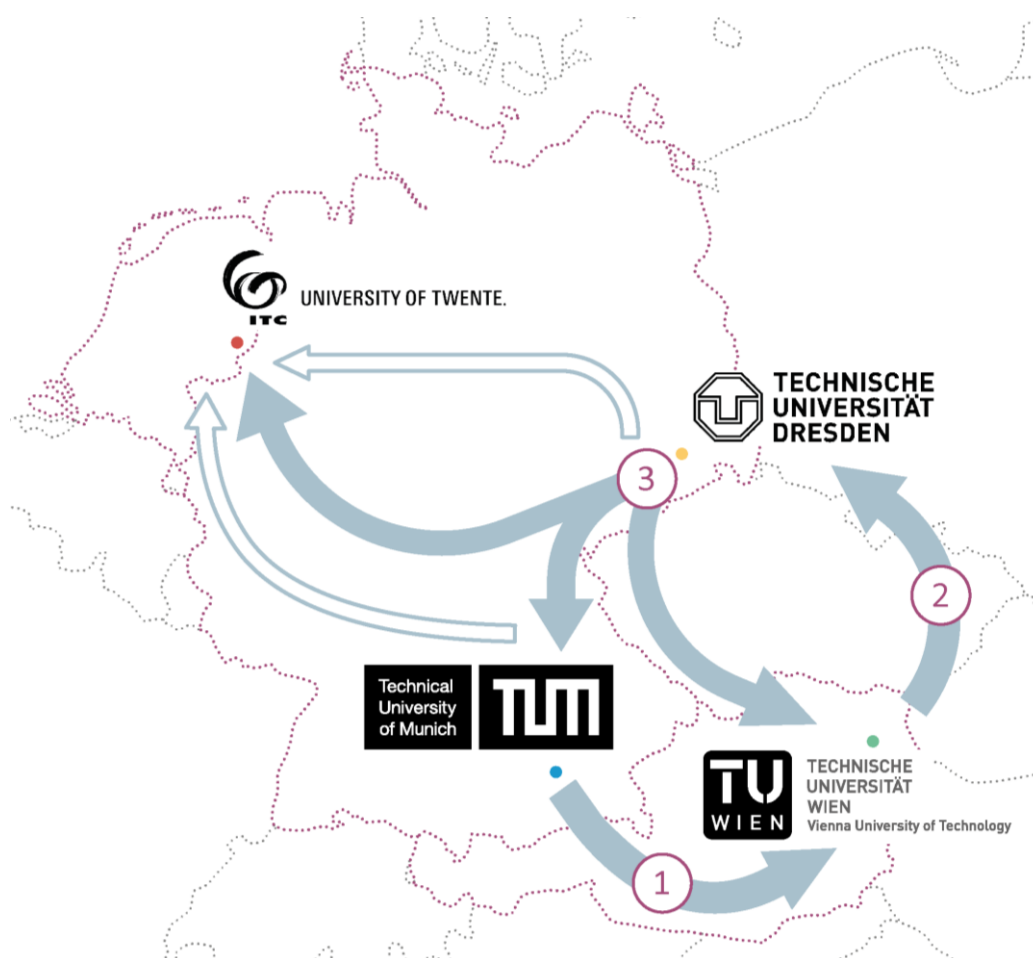 ITC
UNIVERSITY OF TWENTE.
TECHNISCHE
UNIVERSITÄT
DRESDEN
3
2
Technical
University
of Munich
TUM
TU
WIEN
TECHNISCHE
UNIVERSITÄT
WIEN
Vienna University of Technology
1